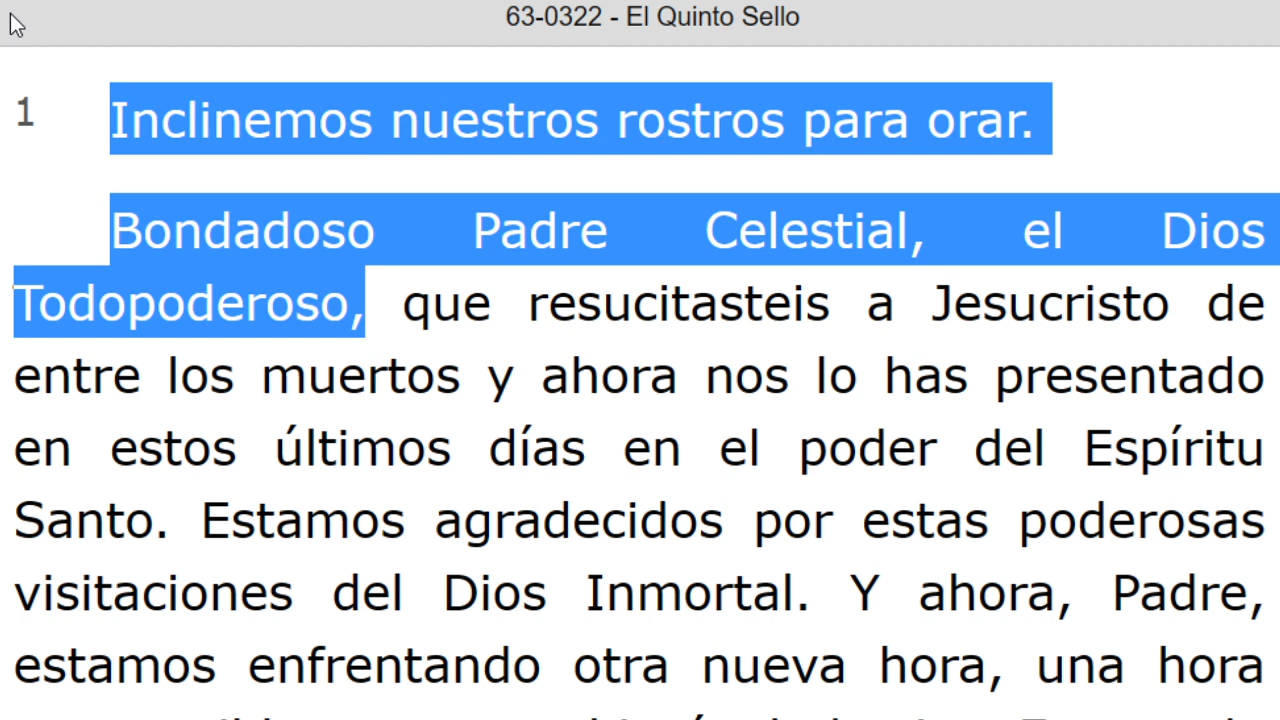 63-0322 - El Quinto Sello
1 Inclinemos nuestros rostros para orar.
Bondadoso Padre Celestial, el Dios
Todopoderoso, que resucitasteis a Jesucristo de
entre los muertos y ahora nos lo has presentado
en estos últimos días en el poder del Espíritu
Santo. Estamos agradecidos por estas poderosas
visitaciones del Dios Inmortal. Y ahora, Padre,
estamos enfrentando otra nueva hora, una hora